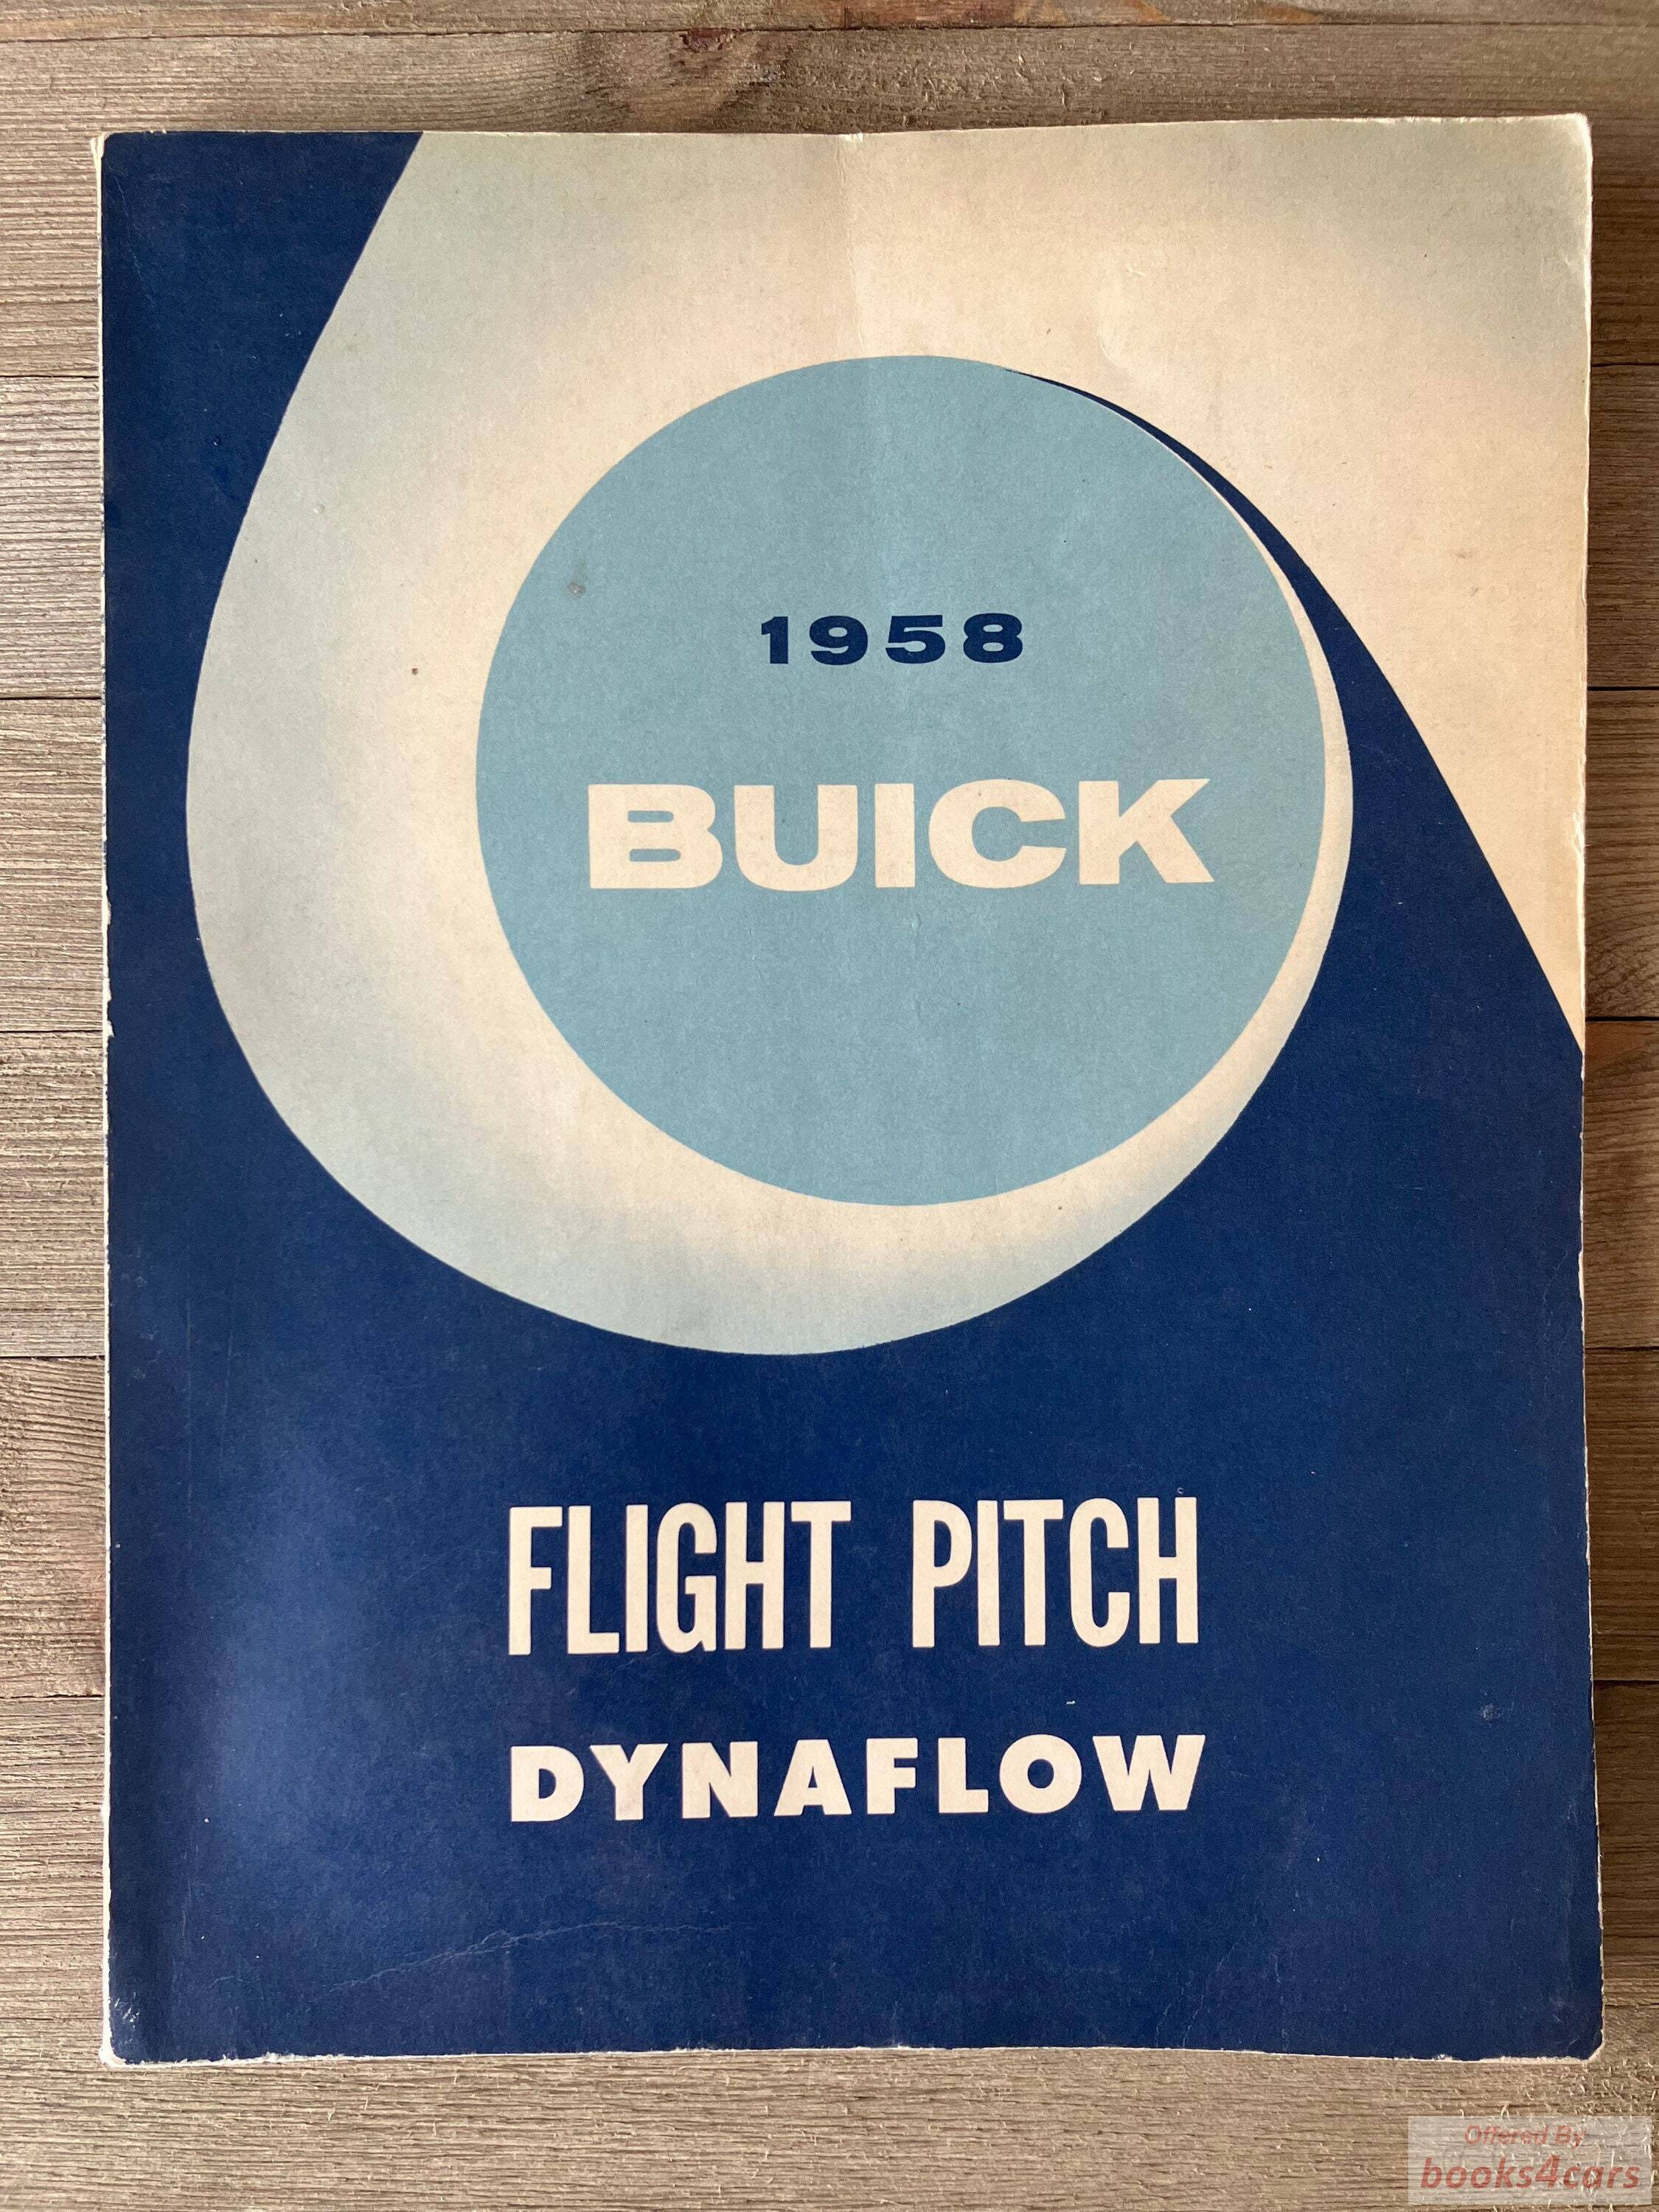 1958
BUICK
FLIGHT PITCH
DYNAFLOW
Offered By
books4cars